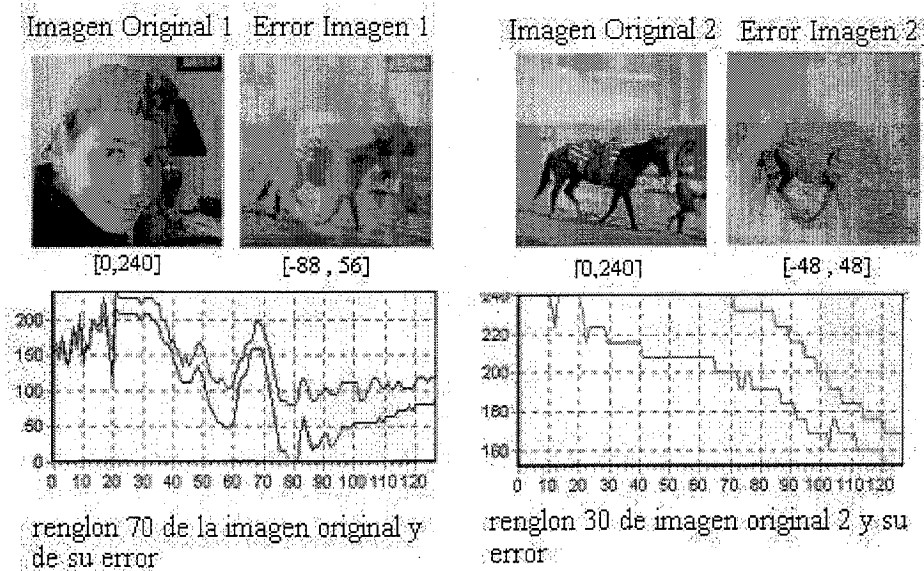 Imagen Original 1 Error Imagen 1
[0,240] [-88 , 56]
200
150
100
50
0
0 10 20 30 40 50 60 70 80 90 100 110 120
renglon 70 de la imagen original y
de su error
Imagen Original 2 Error Imagen 2
[0,240] [-48 , 48]
240
220
200
180
160
0 10 20 30 40 50 60 70 80 90 100 110 120
renglon 30 de imagen original 2 y su
error